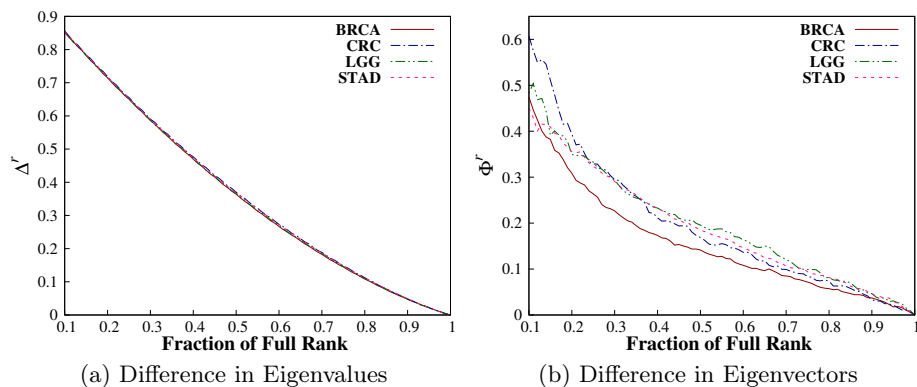 0.9
0.8
0.7
0.6
0.5
0.4
0.3
0.2
0.1
0
Δ^r
BRCA
CRC
LGG
STAD
0.1 0.2 0.3 0.4 0.5 0.6 0.7 0.8 0.9 1
Fraction of Full Rank
(a) Difference in Eigenvalues
0.6
0.5
0.4
0.3
0.2
0.1
0
Φ^r
BRCA
CRC
LGG
STAD
0.1 0.2 0.3 0.4 0.5 0.6 0.7 0.8 0.9 1
Fraction of Full Rank
(b) Difference in Eigenvectors